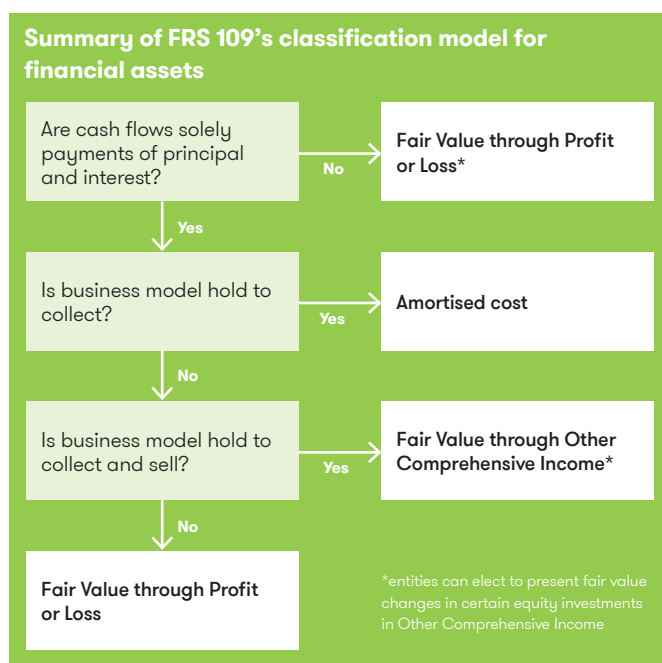 Summary of FRS 109’s classification model for
financial assets
Are cash flows solely
payments of principal
and interest?
No
Fair Value through Profit
or Loss*
Yes
Is business model hold to
collect?
Yes
Amortised cost
No
Is business model hold to
collect and sell?
Yes
Fair Value through Other
Comprehensive Income*
No
Fair Value through Profit
or Loss
*entities can elect to present fair value
changes in certain equity investments
in Other Comprehensive Income